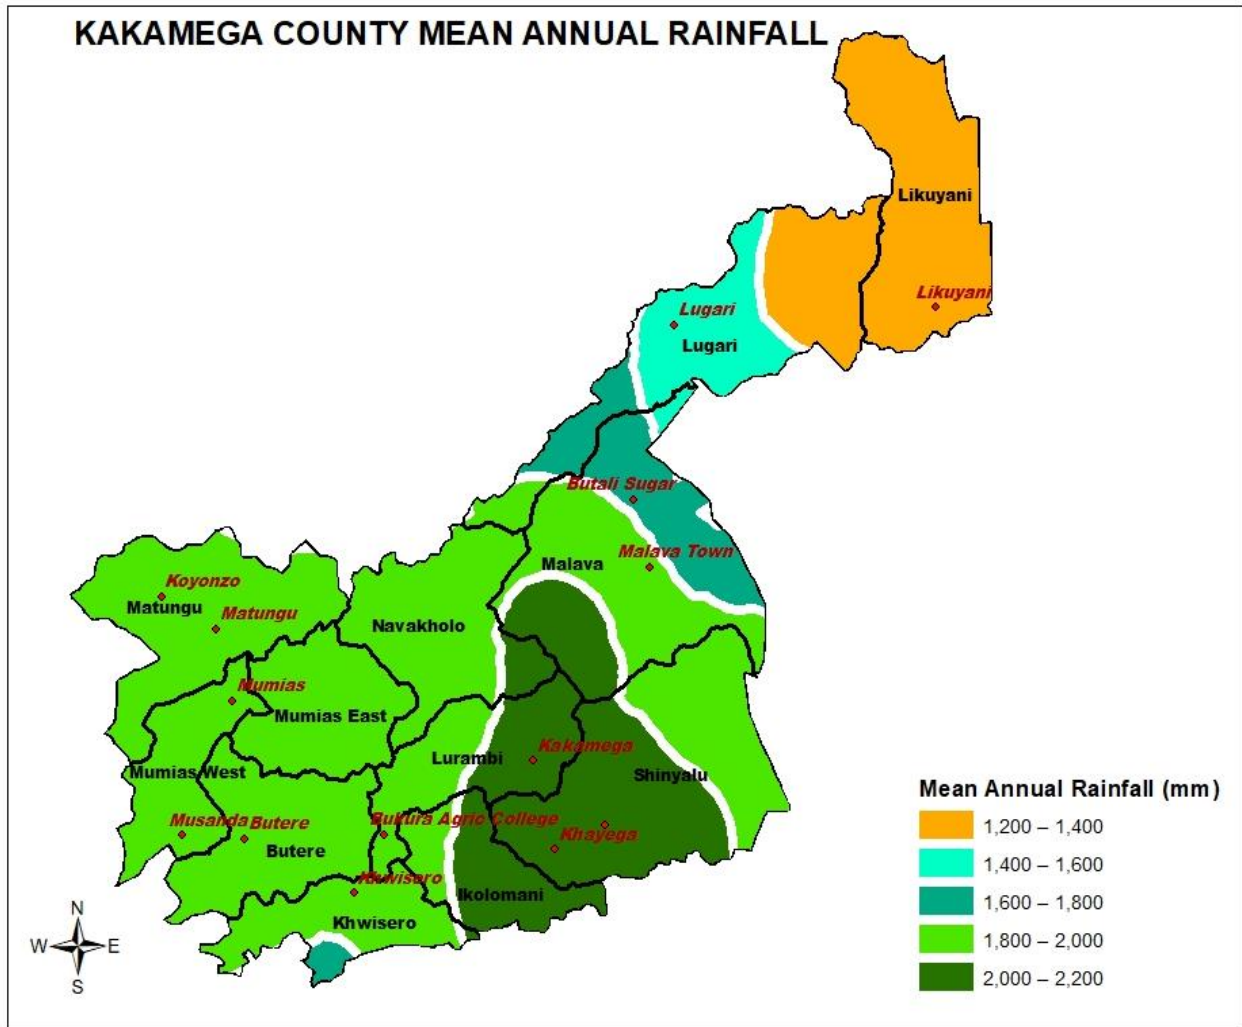 KAKAMEGA COUNTY MEAN ANNUAL RAINFALL
Likuyani
Likuyani
Lugari
Lugari
Butali Sugar
Malava Town
Malava
Koyonzo
Matungu
Matungu
Navakholo
Mumias
Mumias East
Kakamega
Lurambi
Mumias West
Shinyalu
Musanda
Butere
Bukura Agric College
Khayega
Butere
Khwisero
Ikolomani
Khwisero
N
W
E
S
Mean Annual Rainfall (mm)
1,200 – 1,400
1,400 – 1,600
1,600 – 1,800
1,800 – 2,000
2,000 – 2,200